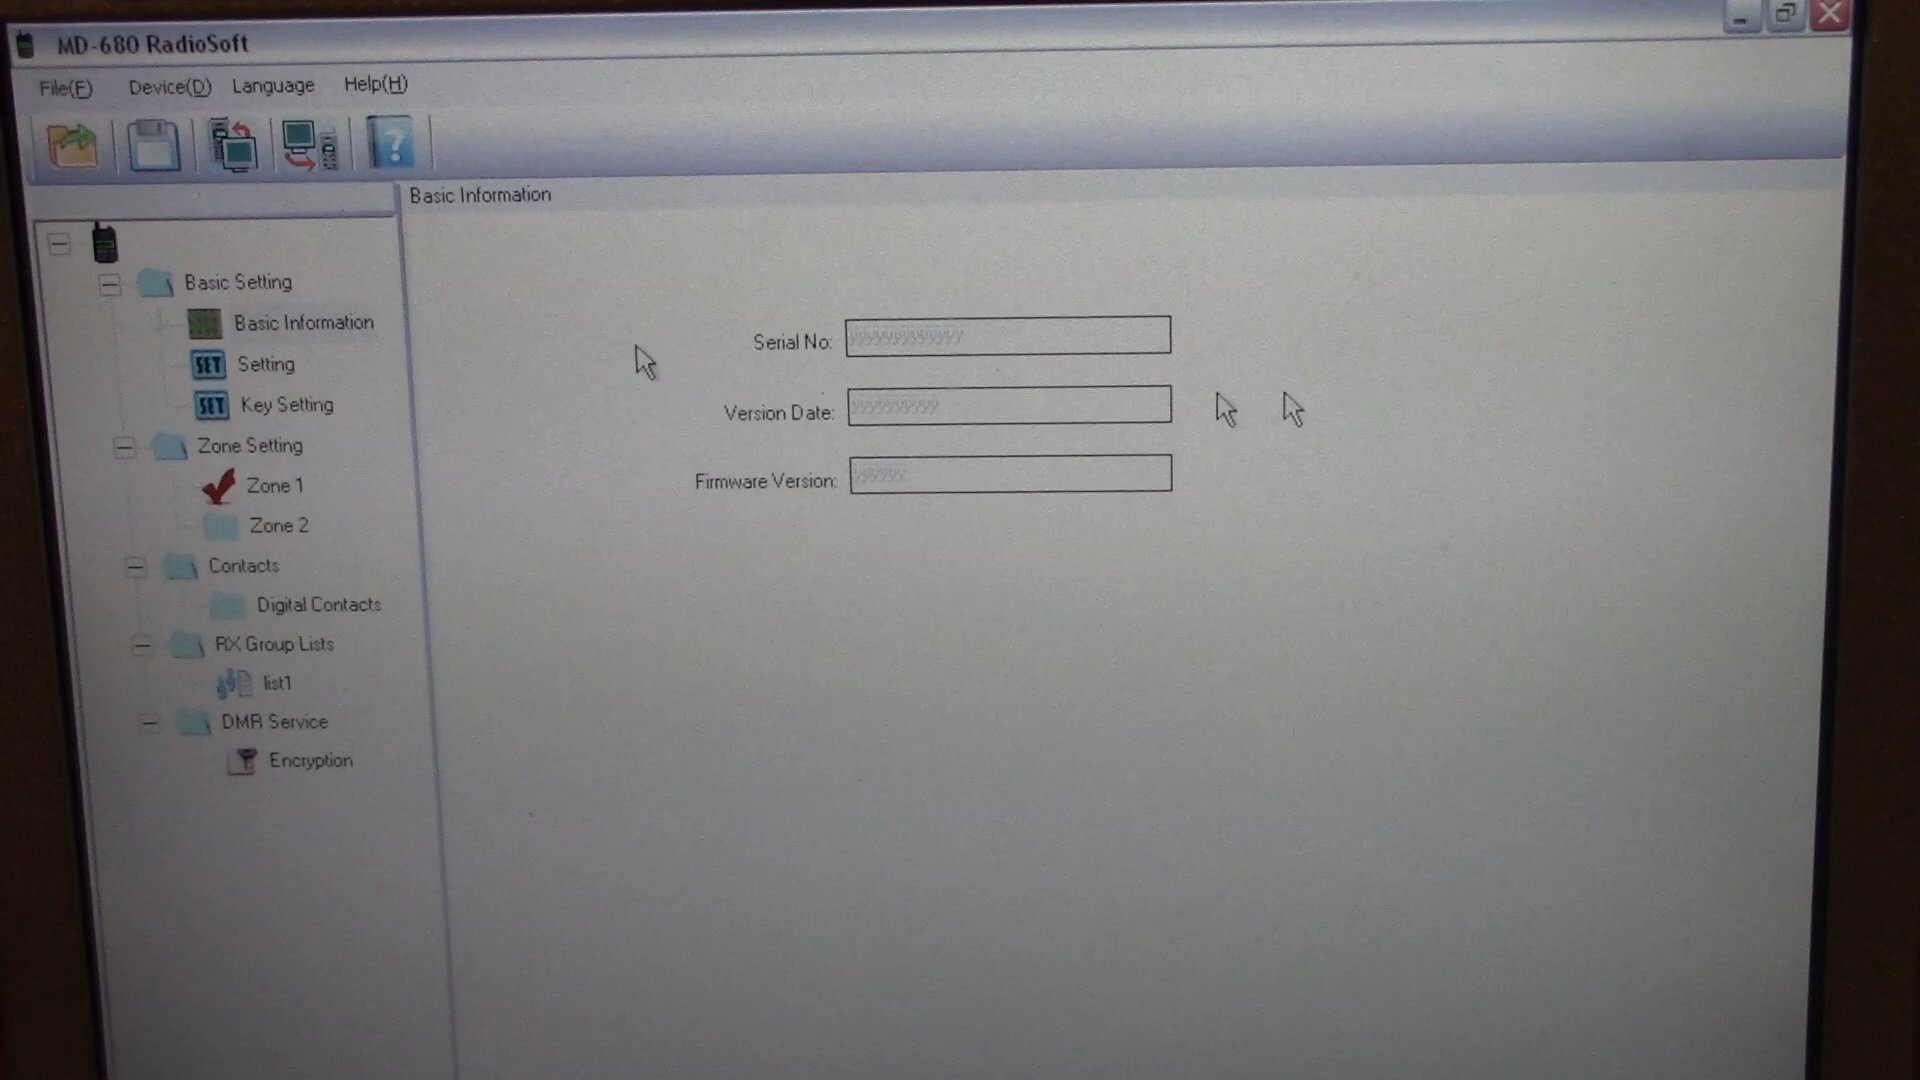 MD-680 RadioSoft
File(F) Device(D) Language Help(H)
?
Basic Information
Basic Setting
Basic Information
SET Setting
SET Key Setting
Zone Setting
Zone 1
Zone 2
Contacts
Digital Contacts
RX Group Lists
list1
DMR Service
Encryption
Serial No:
Version Date:
Firmware Version: